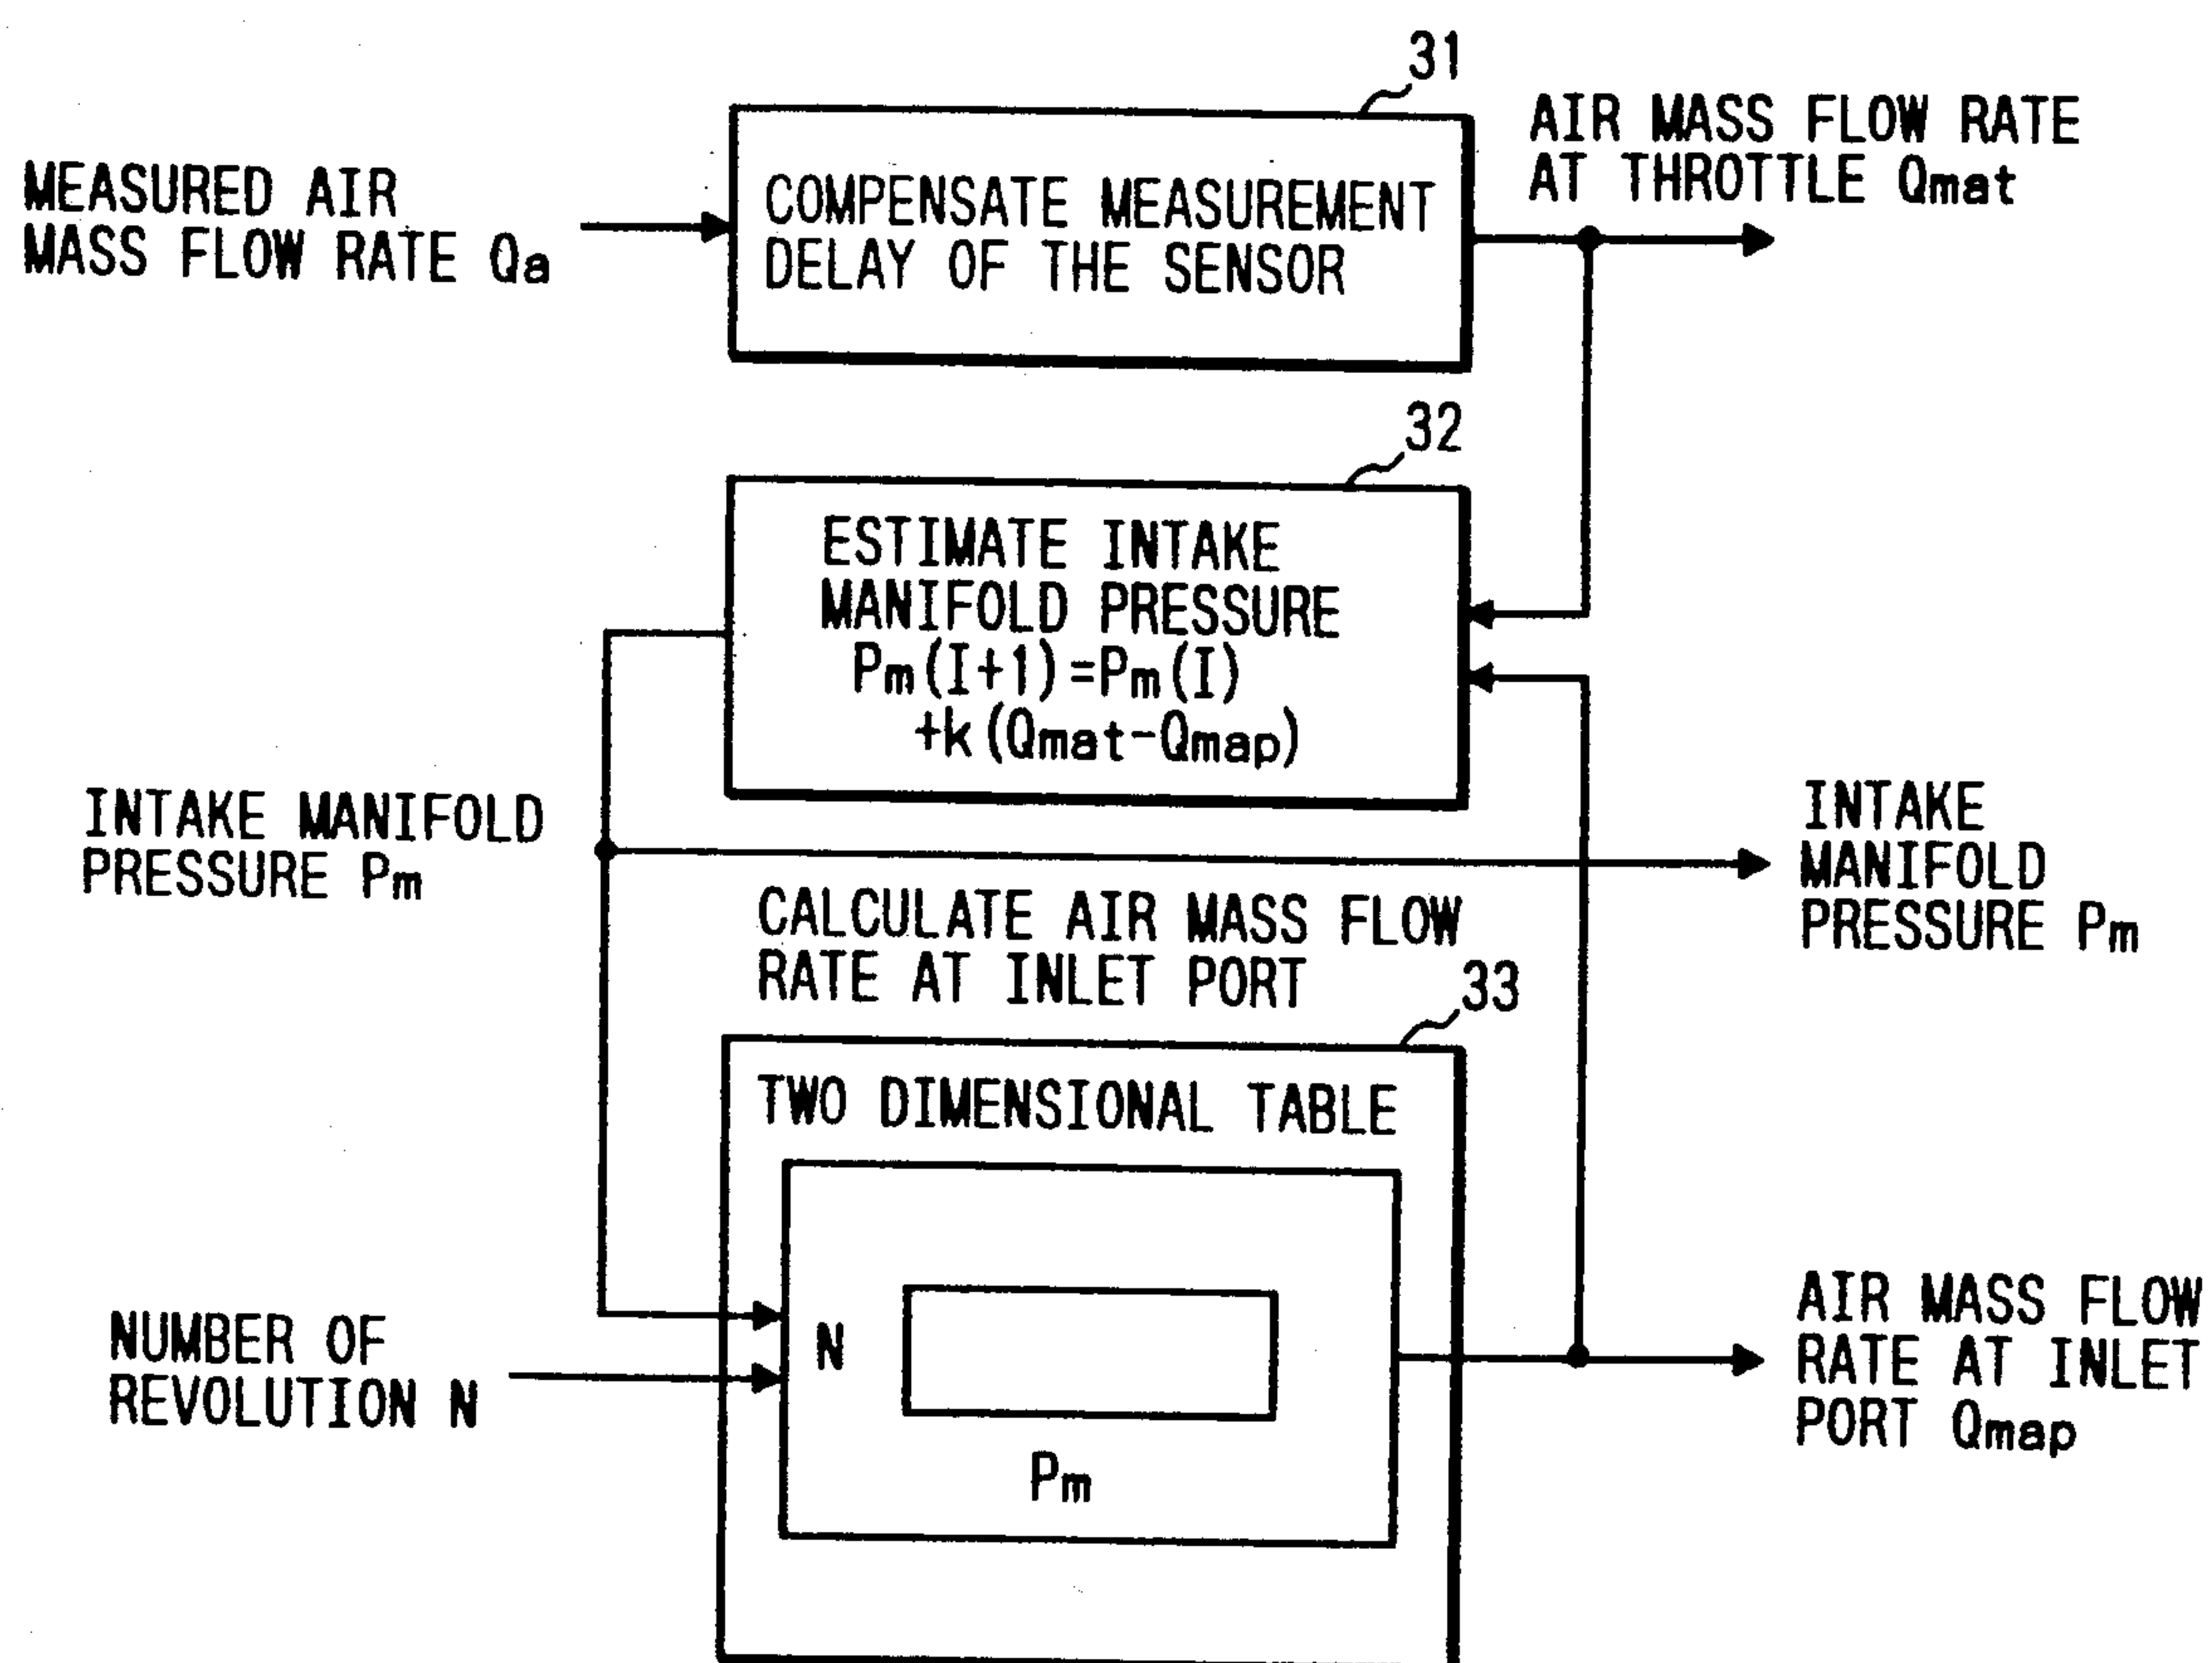 31
AIR MASS FLOW RATE
AT THROTTLE Qmat
MEASURED AIR
MASS FLOW RATE Qa
COMPENSATE MEASUREMENT
DELAY OF THE SENSOR
32
ESTIMATE INTAKE
MANIFOLD PRESSURE
Pm(I+1)=Pm(I)
+k(Qmat-Qmap)
INTAKE MANIFOLD
PRESSURE Pm
INTAKE
MANIFOLD
PRESSURE Pm
CALCULATE AIR MASS FLOW
RATE AT INLET PORT
33
TWO DIMENSIONAL TABLE
NUMBER OF
REVOLUTION N
N
Pm
AIR MASS FLOW
RATE AT INLET
PORT Qmap